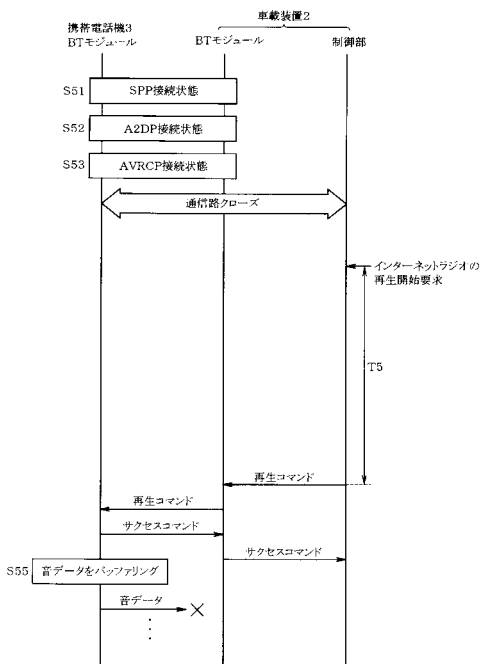 車載装置2
携帯電話機3
BTモジュール
BTモジュール
制御部
S51
SPP接続状態
S52
A2DP接続状態
S53
AVRCP接続状態
通信路クローズ
インターネットラジオの
再生開始要求
T5
再生コマンド
再生コマンド
サクセスコマンド
サクセスコマンド
S55
音データをバッファリング
音データ